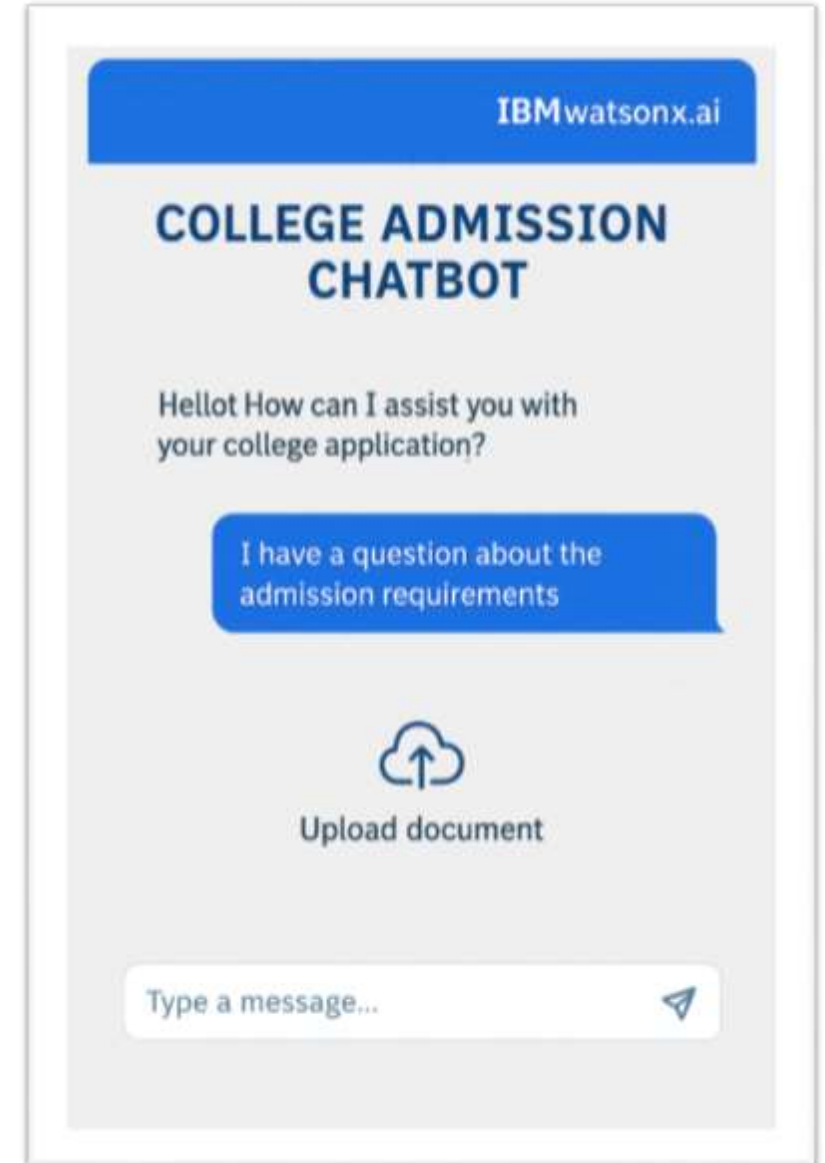 IBMwatsonx.ai
COLLEGE ADMISSION
CHATBOT
Hellot How can I assist you with
your college application?
I have a question about the
admission requirements
Upload document
Type a message...